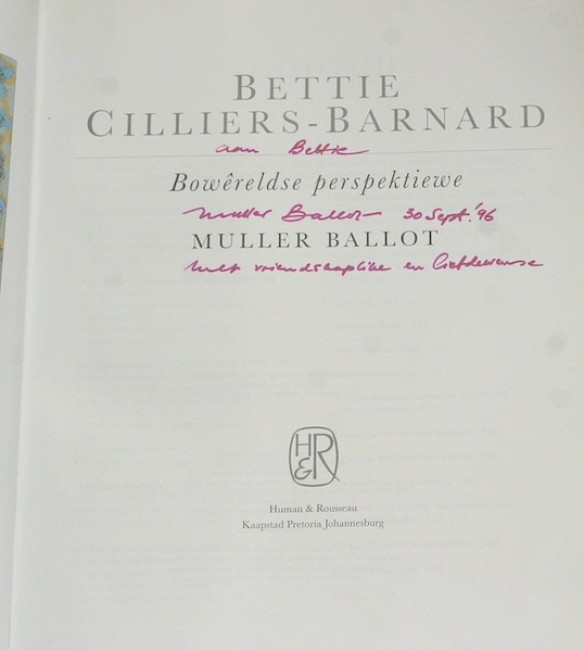 BETTIE
CILLIERS-BARNARD
aan Bettie
Bowêreldse perspektiewe
Muller Ballot 30 Sept. '96
MULLER BALLOT
Met vriendskaplike en liefdewense
H&R
Human & Rousseau
Kaapstad Pretoria Johannesburg